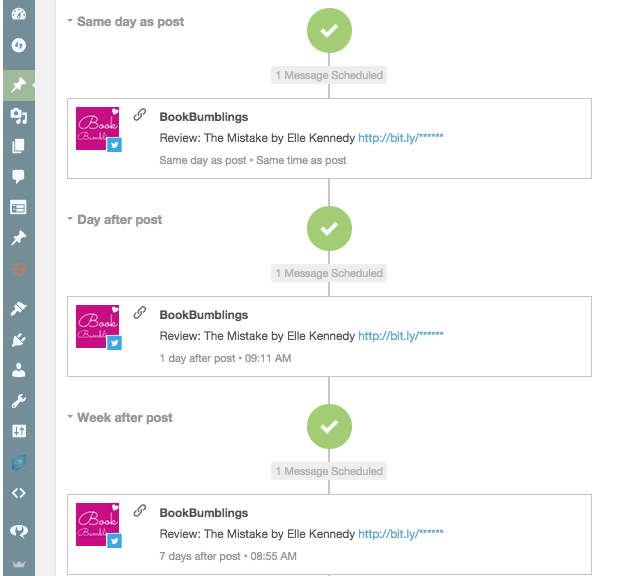 Same day as post
1 Message Scheduled
Book
BookBumblings
Review: The Mistake by Elle Kennedy http://bit.ly/******
Same day as post • Same time as post
Day after post
1 Message Scheduled
Book
BookBumblings
Review: The Mistake by Elle Kennedy http://bit.ly/******
1 day after post • 09:11 AM
Week after post
1 Message Scheduled
Book
BookBumblings
Review: The Mistake by Elle Kennedy http://bit.ly/******
7 days after post • 08:55 AM